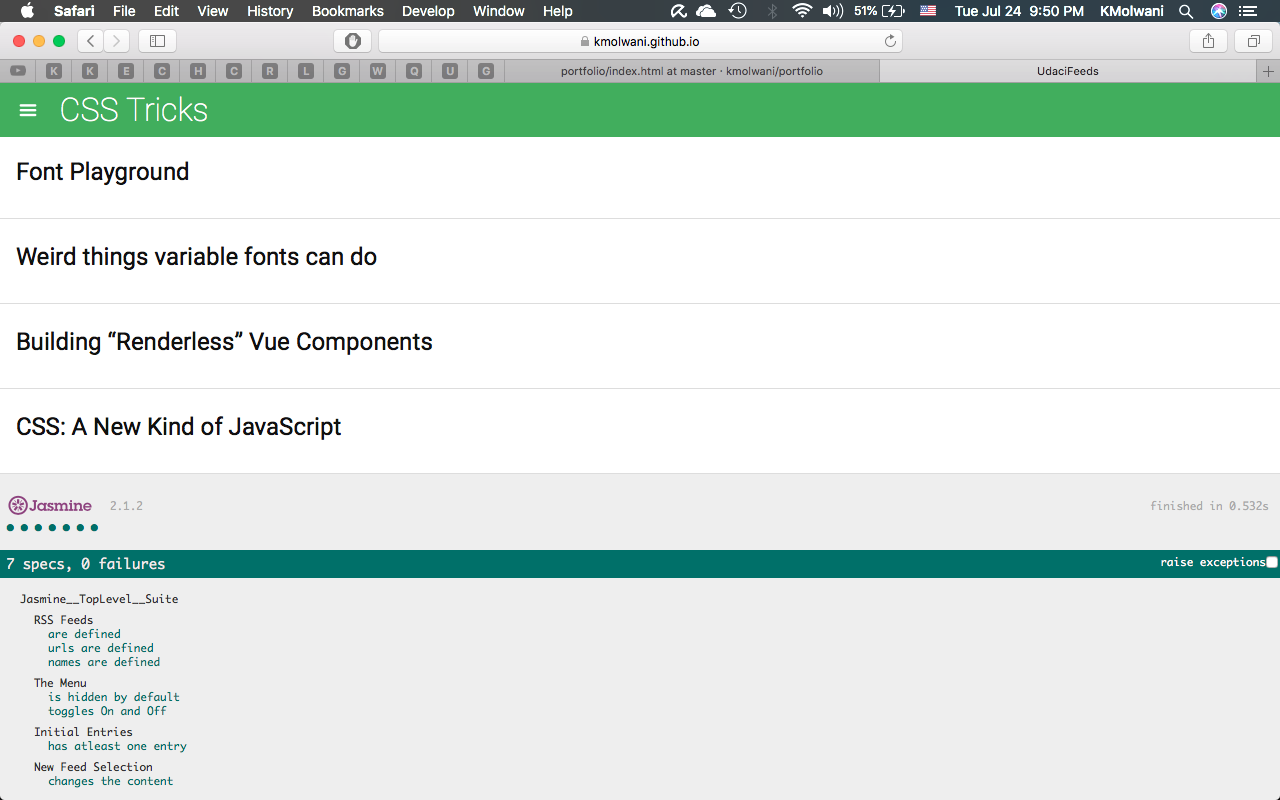 Safari File Edit View History Bookmarks Develop Window Help 51% Tue Jul 24 9:50 PM KMolwani
kmolwani.github.io
K K E C H C R L G W Q U G portfolio/index.html at master · kmolwani/portfolio UdaciFeeds
CSS Tricks
Font Playground
Weird things variable fonts can do
Building “Renderless” Vue Components
CSS: A New Kind of JavaScript
Jasmine 2.1.2 finished in 0.532s
7 specs, 0 failures raise exceptions
Jasmine__TopLevel__Suite
RSS Feeds
are defined
urls are defined
names are defined
The Menu
is hidden by default
toggles On and Off
Initial Entries
has atleast one entry
New Feed Selection
changes the content